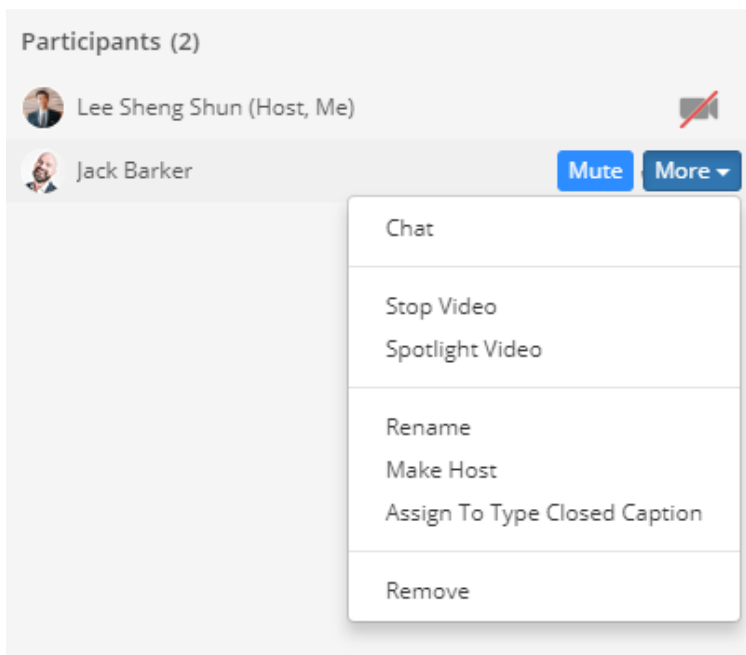 Participants (2)
Lee Sheng Shun (Host, Me)
Jack Barker Mute More
Chat
Stop Video
Spotlight Video
Rename
Make Host
Assign To Type Closed Caption
Remove